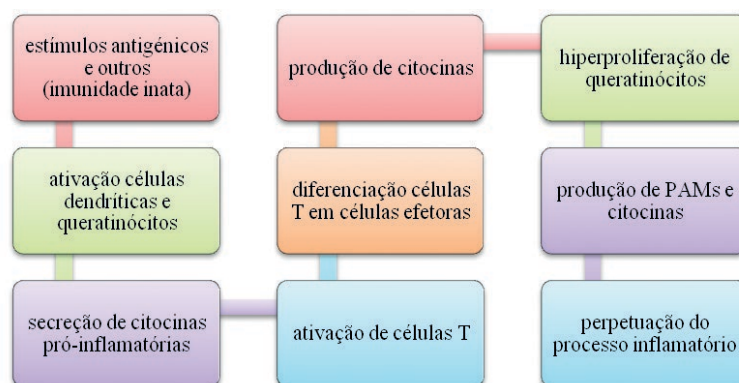 estímulos antigénicos
e outros
(imunidade inata)
ativação células
dendríticas e
queratinócitos
secreção de citocinas
pró-inflamatórias
ativação de células T
diferenciação células
T em células efetoras
produção de citocinas
hiperproliferação de
queratinócitos
produção de PAMs e
citocinas
perpetuação do
processo inflamatório